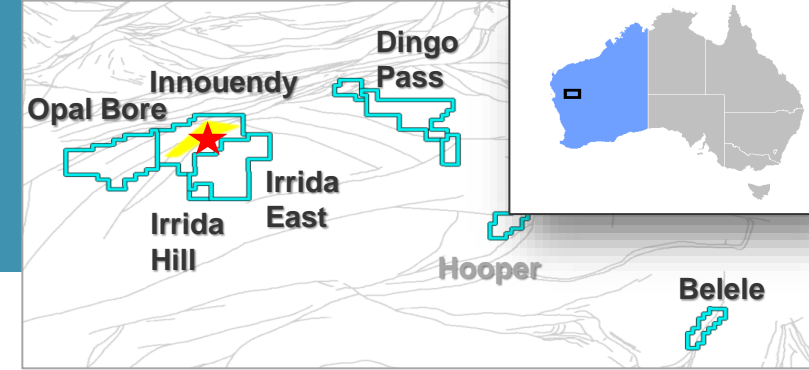 Dingo
Pass
Innouendy
Opal Bore
Irrida
East
Irrida
Hill
Hooper
Belele